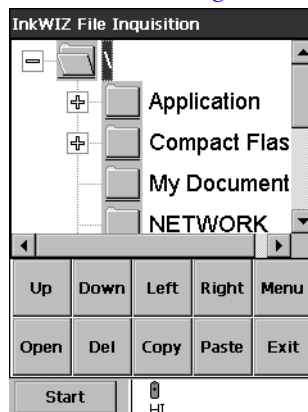 InkWIZ File Inquisition
\
Application
Compact Flas
My Document
NETWORK
Up Down Left Right Menu
Open Del Copy Paste Exit
Start
HI